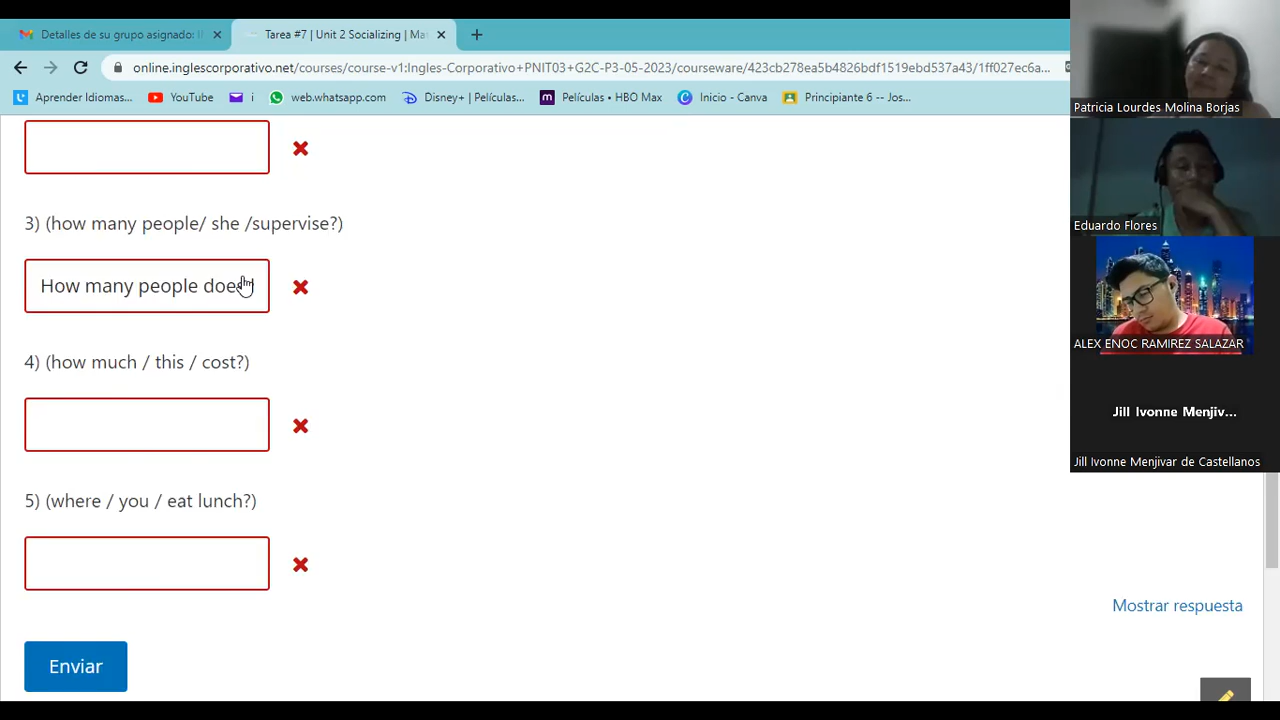 Detalles de su grupo asignado: I
Tarea #7 | Unit 2 Socializing | Ma
online.inglescorporativo.net/courses/course-v1:Ingles-Corporativo+PNIT03+G2C-P3-05-2023/courseware/423cb278ea5b4826bdf1519ebd537a43/1ff027ec6a...
Aprender Idiomas...
YouTube
i
web.whatsapp.com
Disney+ | Películas...
Películas • HBO Max
Inicio - Canva
Principiante 6 -- Jos...
3) (how many people/ she /supervise?)
How many people does
4) (how much / this / cost?)
5) (where / you / eat lunch?)
Mostrar respuesta
Enviar
Patricia Lourdes Molina Borjas
Eduardo Flores
ALEX ENOC RAMIREZ SALAZAR
Jill Ivonne Menjiv...
Jill Ivonne Menjivar de Castellanos